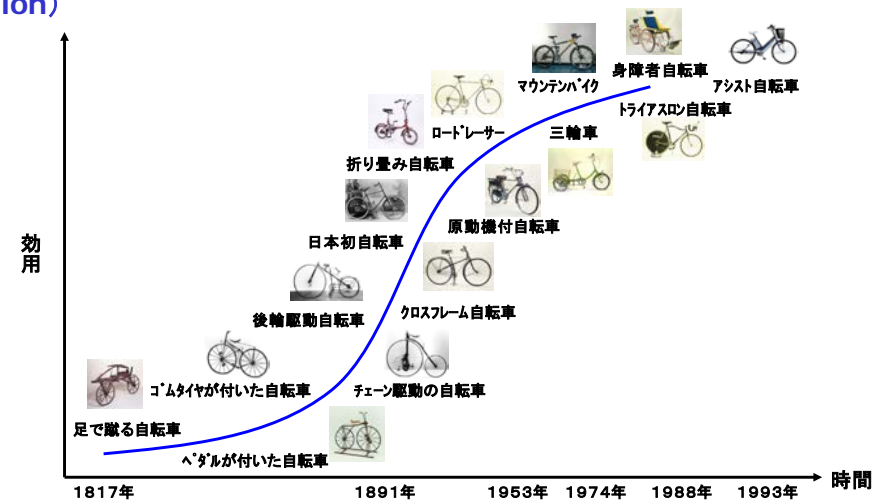 ion）
マウンテンバイク
身障者自転車
アシスト自転車
ロードレーサー
三輪車
トライアスロン自転車
折り畳み自転車
原動機付自転車
日本初自転車
効用
クロスフレーム自転車
後輪駆動自転車
ゴムタイヤが付いた自転車
チェーン駆動の自転車
足で蹴る自転車
ペダルが付いた自転車
時間
1817年 1891年 1953年 1974年 1988年 1993年